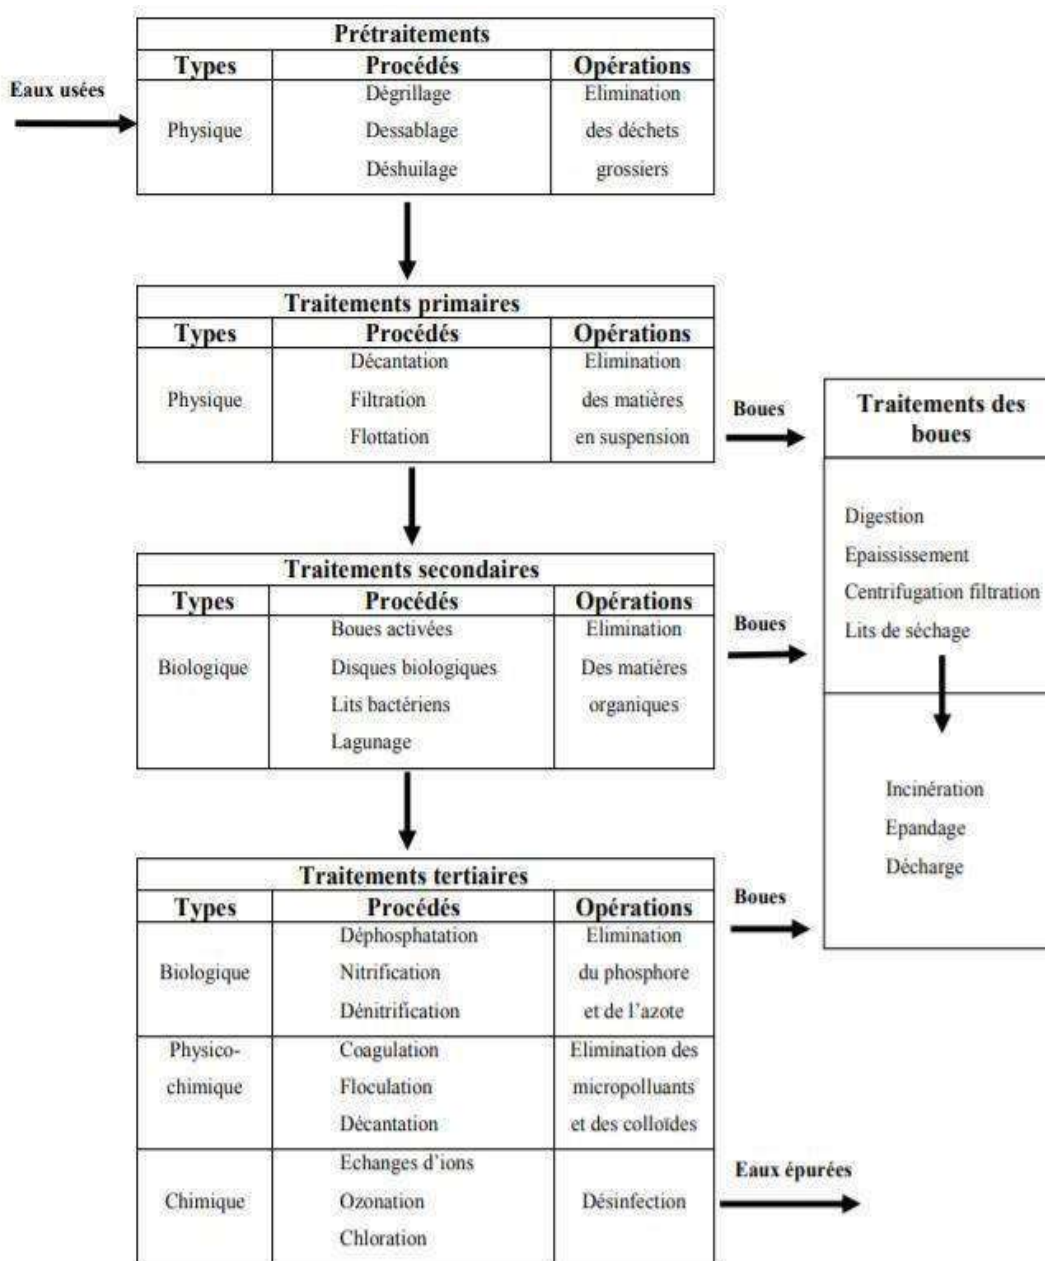 Eaux usées
Prétraitements
Types Procédés Opérations
Dégrillage Elimination
Physique Dessablage des déchets
Déshuilage grossiers
Traitements primaires
Types Procédés Opérations
Décantation Elimination
Physique Filtration des matières
Flottation en suspension
Boues
Traitements secondaires
Types Procédés Opérations
Boues activées Elimination
Biologique Disques biologiques Des matières
Lits bactériens organiques
Lagunage
Boues
Traitements tertiaires
Types Procédés Opérations
Déphosphatation Elimination
Biologique Nitrification du phosphore
Dénitrification et de l'azote
Physico- Coagulation Elimination des
chimique Floculation micropolluants
Décantation et des colloïdes
Echanges d'ions
Chimique Ozonation Désinfection
Chloration
Boues
Eaux épurées
Traitements des
boues
Digestion
Epaississement
Centrifugation filtration
Lits de séchage
Incinération
Epandage
Décharge